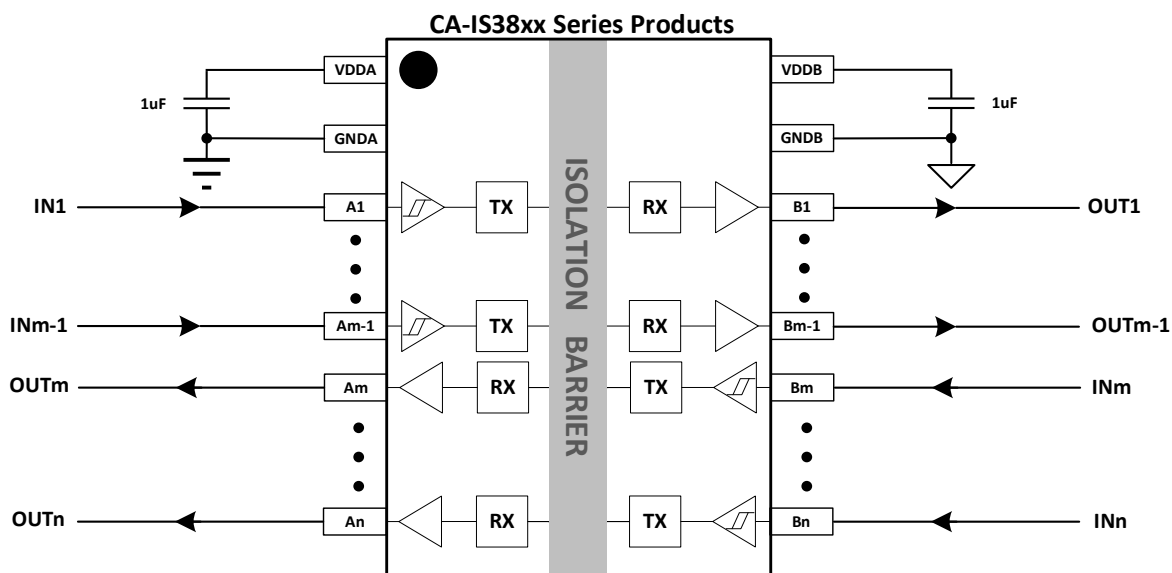 CA-IS38xx Series Products
VDDA
VDDB
1uF
1uF
GNDA
GNDB
ISOLATION BARRIER
IN1
A1
TX
RX
B1
OUT1
INm-1
Am-1
TX
RX
Bm-1
OUTm-1
OUTm
Am
RX
TX
Bm
INm
OUTn
An
RX
TX
Bn
INn